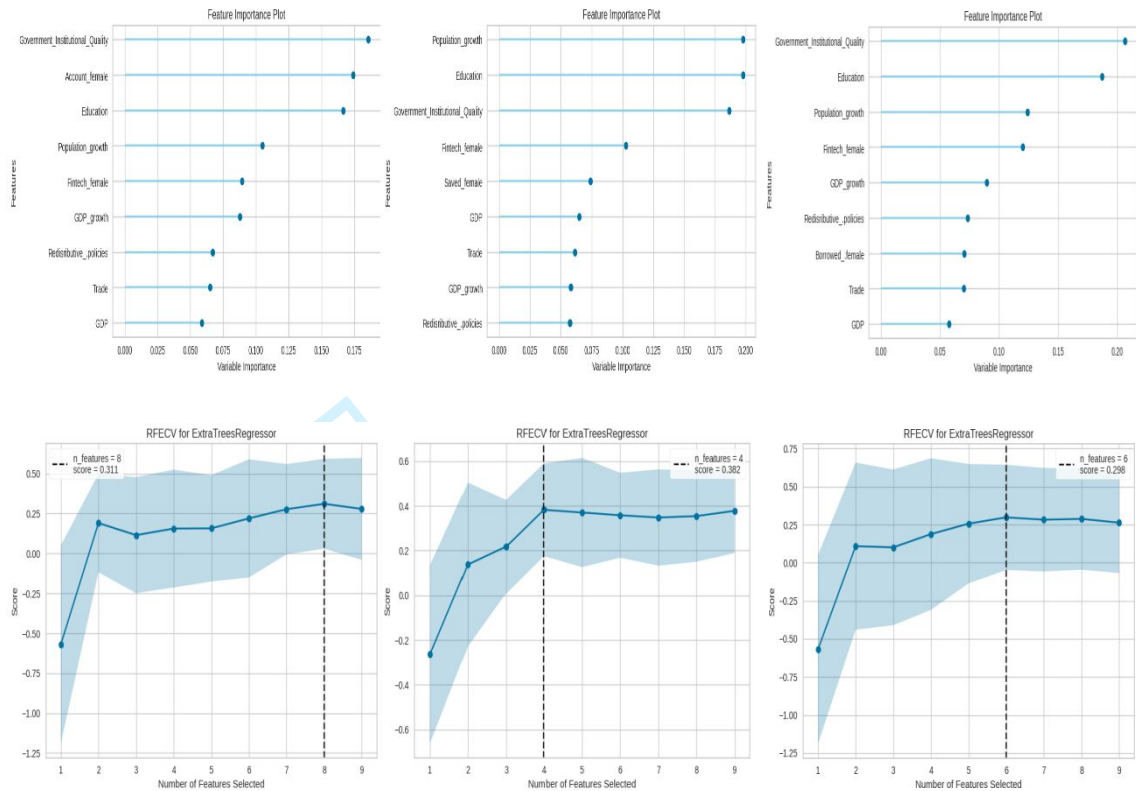 Feature Importance Plot
Government_Institutional_Quality
Account_female
Education
Population_growth
Fintech_female
GDP_growth
Redisributive_policies
Trade
GDP
Features
0.000 0.025 0.050 0.075 0.100 0.125 0.150 0.175
Variable Importance
Feature Importance Plot
Population_growth
Education
Government_Institutional_Quality
Fintech_female
Saved_female
GDP
Trade
GDP_growth
Redisributive_policies
Features
0.000 0.025 0.050 0.075 0.100 0.125 0.150 0.175 0.200
Variable Importance
Feature Importance Plot
Government_Institutional_Quality
Education
Population_growth
Fintech_female
GDP_growth
Redisributive_policies
Borrowed_female
Trade
GDP
Features
0.00 0.05 0.10 0.15 0.20
Variable Importance
RFECV for ExtraTreesRegressor
n_features = 8
score = 0.311
0.50
0.25
0.00
−0.25
−0.50
−0.75
−1.00
−1.25
Score
1 2 3 4 5 6 7 8 9
Number of Features Selected
RFECV for ExtraTreesRegressor
n_features = 4
score = 0.382
0.6
0.4
0.2
0.0
−0.2
−0.4
−0.6
Score
1 2 3 4 5 6 7 8 9
Number of Features Selected
RFECV for ExtraTreesRegressor
n_features = 6
score = 0.298
0.75
0.50
0.25
0.00
−0.25
−0.50
−0.75
−1.00
−1.25
Score
1 2 3 4 5 6 7 8 9
Number of Features Selected